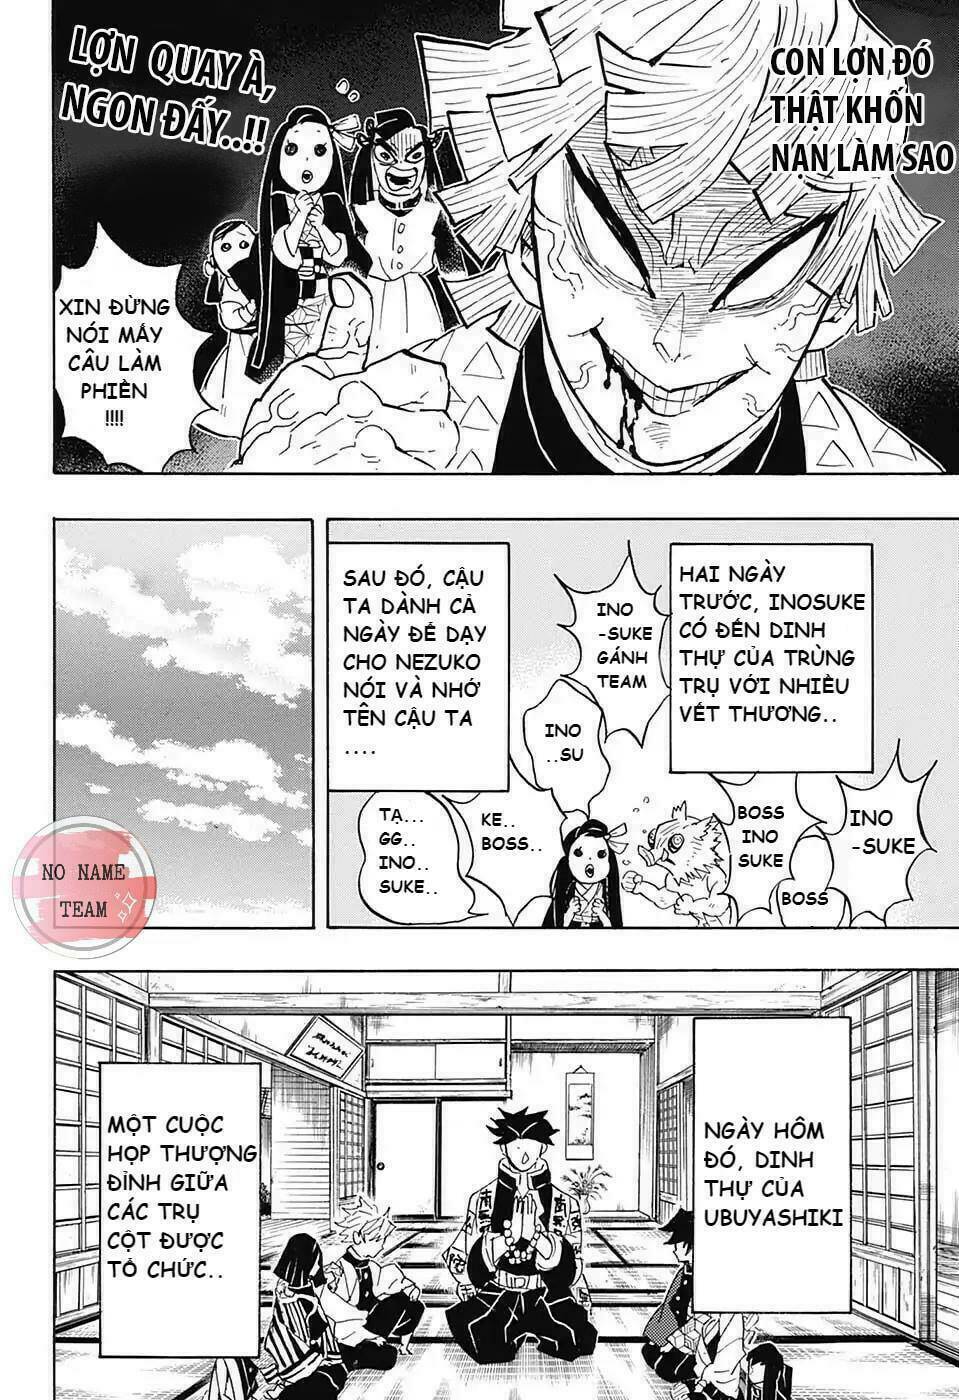 CON LỢN ĐÓ
THẬT KHỐN
NẠN LÀM SAO
LỢN QUAY À,
NGON ĐẤY..!!
XIN ĐỪNG
NÓI MẤY
CÂU LÀM
PHIỀN
!!!!
HAI NGÀY
TRƯỚC, INOSUKE
CÓ ĐẾN DINH
THỰ CỦA TRÙNG
TRỤ VỚI NHIỀU
VẾT THƯƠNG..
SAU ĐÓ, CẬU
TA DÀNH CẢ
NGÀY ĐỂ DẠY
CHO NEZUKO
NÓI VÀ NHỚ
TÊN CẬU TA
....
INO
-SUKE
GÁNH
TEAM
INO
..SU
INO
-SUKE
BOSS
INO
SUKE
BOSS
KE..
BOSS..
TẠ...
GG..
INO..
SUKE..
NO NAME
TEAM
NGÀY HÔM
ĐÓ, DINH
THỰ CỦA
UBUYASHIKI
MỘT CUỘC
HỌP THƯỢNG
ĐỈNH GIỮA
CÁC TRỤ
CỘT ĐƯỢC
TỔ CHỨC..